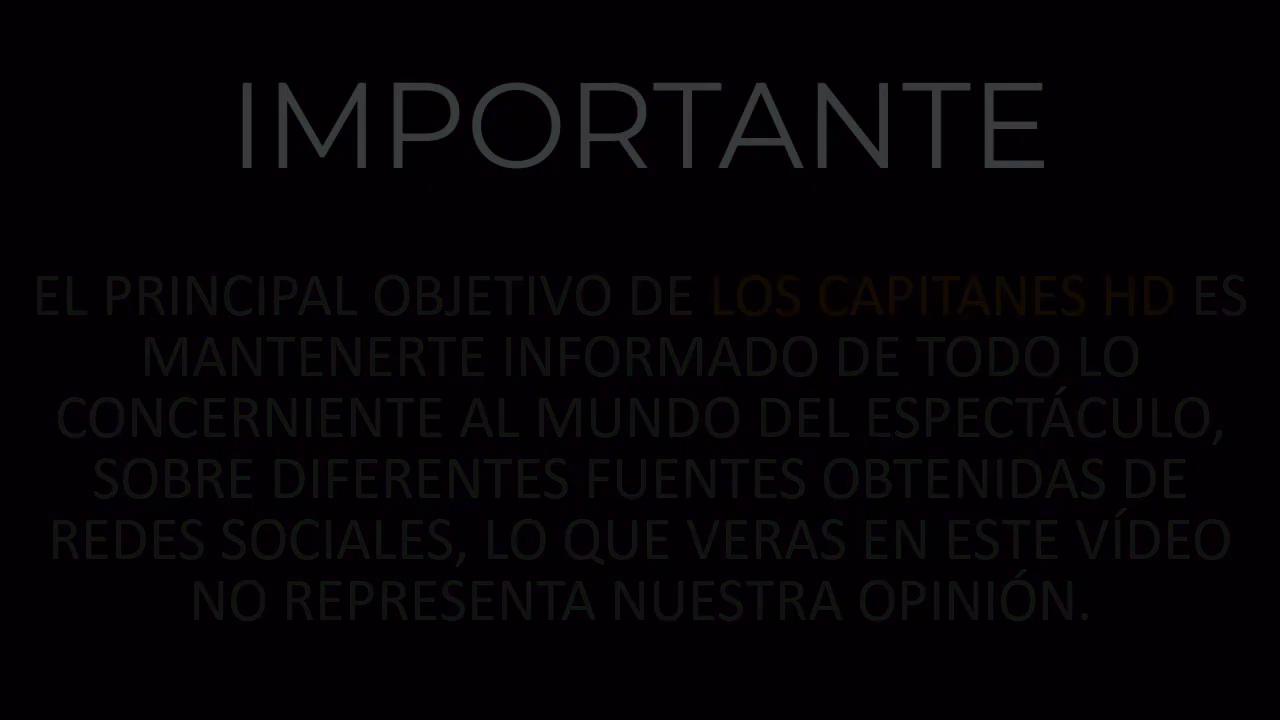 IMPORTANTE
EL PRINCIPAL OBJETIVO DE LOS CAPITANES HD ES
MANTENERTE INFORMADO DE TODO LO
CONCERNIENTE AL MUNDO DEL ESPECTÁCULO,
SOBRE DIFERENTES FUENTES OBTENIDAS DE
REDES SOCIALES, LO QUE VERAS EN ESTE VÍDEO
NO REPRESENTA NUESTRA OPINIÓN.